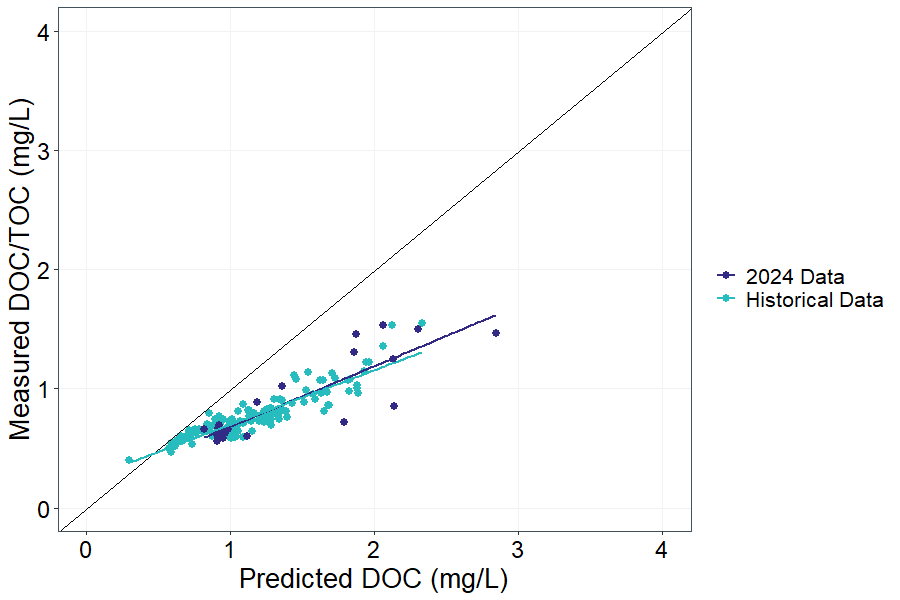 Measured DOC/TOC (mg/L)
4
3
2
1
0
0 1 2 3 4
Predicted DOC (mg/L)
2024 Data
Historical Data